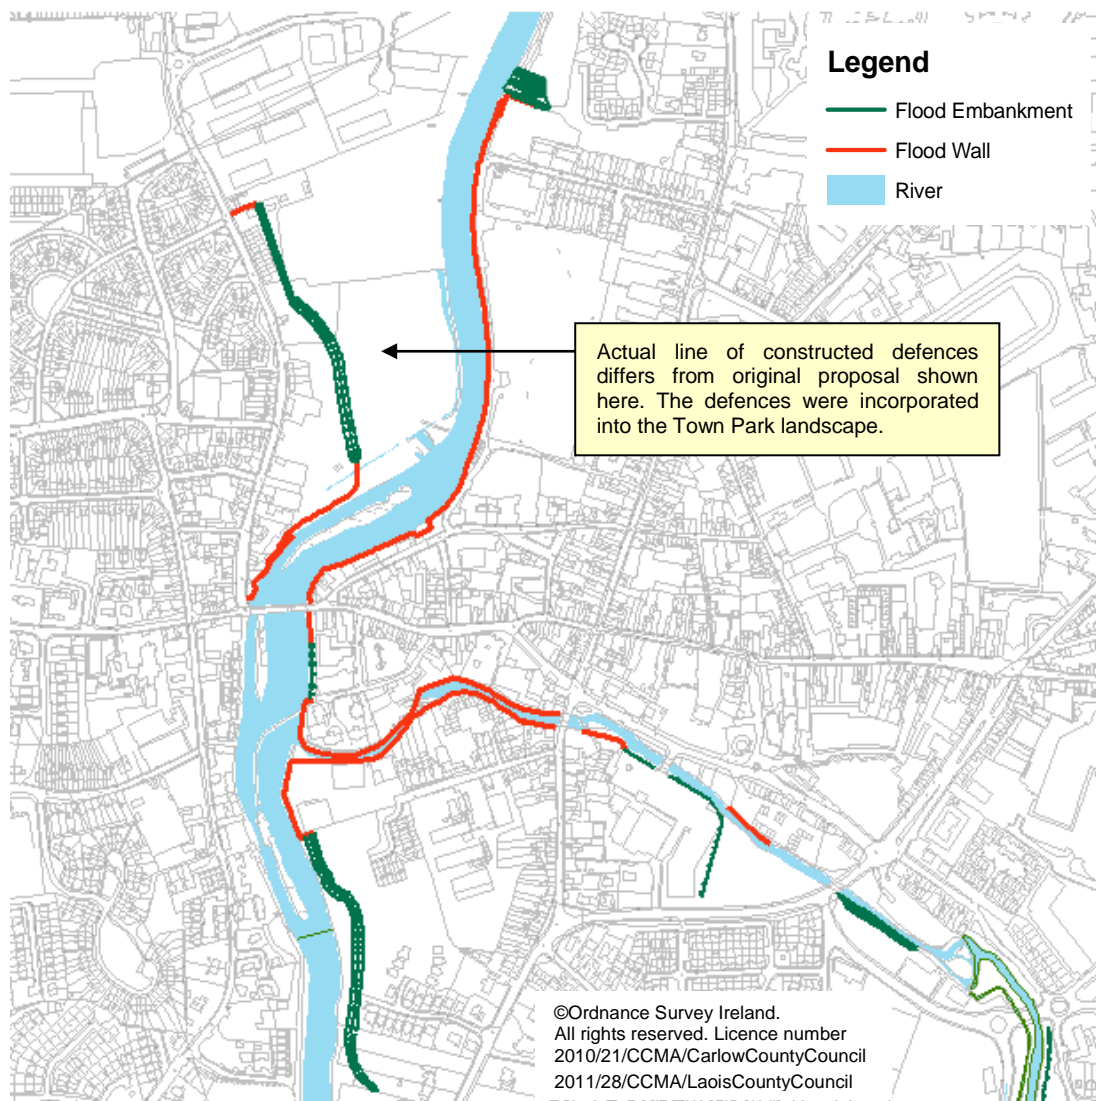 Legend
Flood Embankment
Flood Wall
River
Actual line of constructed defences
differs from original proposal shown
here. The defences were incorporated
into the Town Park landscape.
©Ordnance Survey Ireland.
All rights reserved. Licence number
2010/21/CCMA/CarlowCountyCouncil
2011/28/CCMA/LaoisCountyCouncil